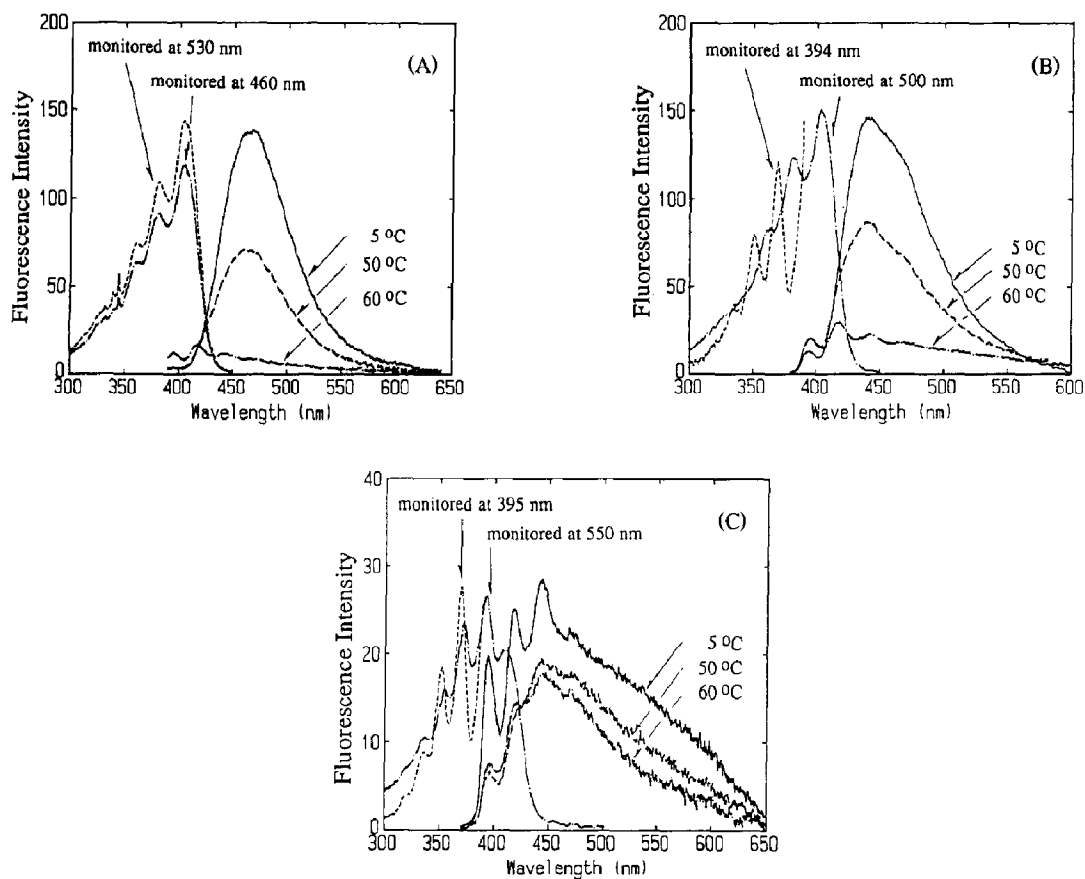 200
150
100
50
0
Fluorescence Intensity
monitored at 530 nm
monitored at 460 nm
(A)
5 ºC
50 ºC
60 ºC
300 350 400 450 500 550 600 650
Wavelength (nm)
200
150
100
50
0
Fluorescence Intensity
monitored at 394 nm
monitored at 500 nm
(B)
5 ºC
50 ºC
60 ºC
300 400 450 500 600
Wavelength (nm)
40
30
20
10
0
Fluorescence Intensity
monitored at 395 nm
monitored at 550 nm
(C)
5 ºC
50 ºC
60 ºC
300 350 400 450 500 550 600 650
Wavelength (nm)